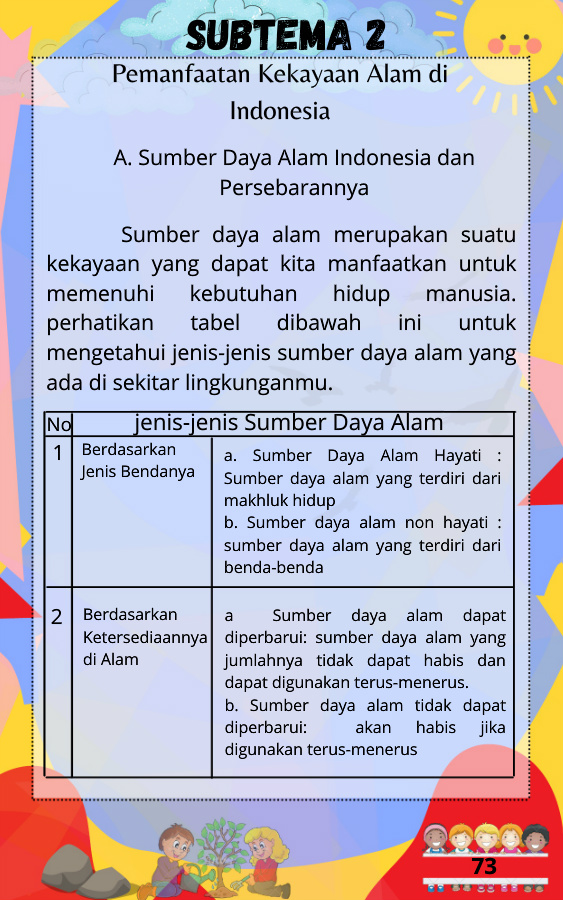 SUBTEMA 2
Pemanfaatan Kekayaan Alam di
Indonesia
A. Sumber Daya Alam Indonesia dan
Persebarannya
Sumber daya alam merupakan suatu
kekayaan yang dapat kita manfaatkan untuk
memenuhi kebutuhan hidup manusia.
perhatikan tabel dibawah ini untuk
mengetahui jenis-jenis sumber daya alam yang
ada di sekitar lingkunganmu.
No jenis-jenis Sumber Daya Alam
1
Berdasarkan
Jenis Bendanya
a. Sumber Daya Alam Hayati :
Sumber daya alam yang terdiri dari
makhluk hidup
b. Sumber daya alam non hayati :
sumber daya alam yang terdiri dari
benda-benda
2
Berdasarkan
Ketersediaannya
di Alam
a Sumber daya alam dapat
diperbarui: sumber daya alam yang
jumlahnya tidak dapat habis dan
dapat digunakan terus-menerus.
b. Sumber daya alam tidak dapat
diperbarui: akan habis jika
digunakan terus-menerus
73